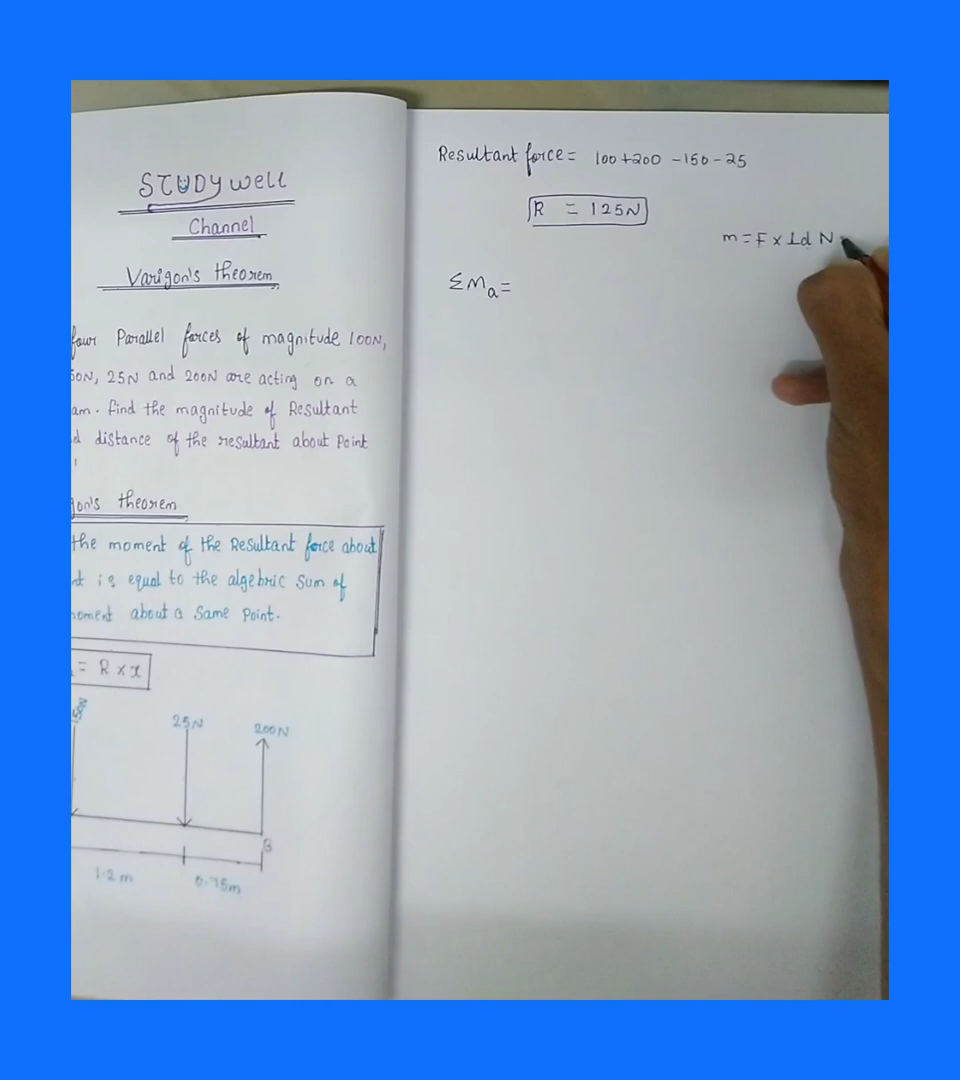 STUDY well
Channel
Varigon's theorem
four Parallel forces of magnitude 100N,
50N, 25N and 200N are acting on a
am. find the magnitude of Resultant
d distance of the resultant about Point
gon's theorem
the moment of the Resultant force about
nt is equal to the algebric sum of
moment about a Same Point.
= R × x
25N
200N
B
1.2 m
0.75m
Resultant force = 100+200 -150-25
R = 125N
m = F × ⊥d N
ΣMa =